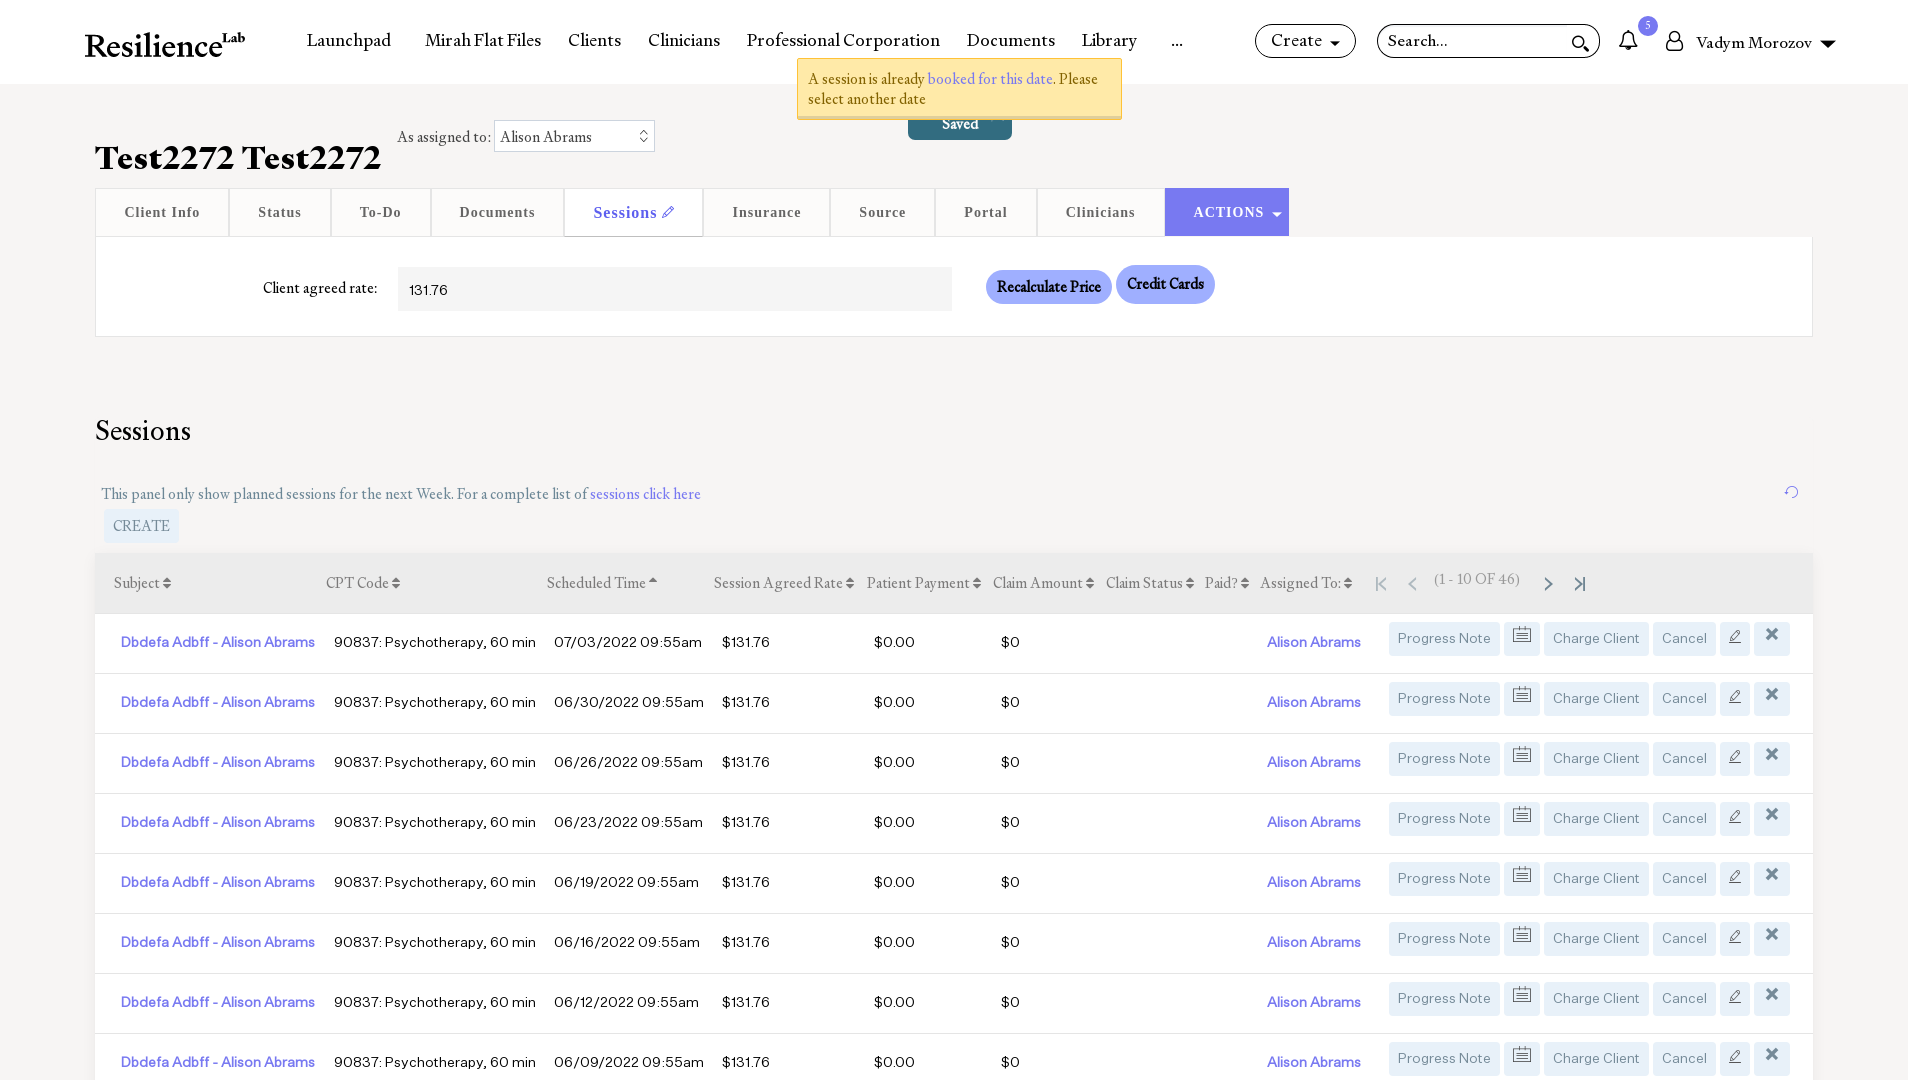 Resilience Lab
Launchpad Mirah Flat Files Clients Clinicians Professional Corporation Documents Library ...
Create
Search...
5
Vadym Morozov
A session is already booked for this date. Please
select another date
Saved
Test2272 Test2272
As assigned to: Alison Abrams
Client Info Status To-Do Documents Sessions Insurance Source Portal Clinicians ACTIONS
Client agreed rate: 131.76 Recalculate Price Credit Cards
Sessions
This panel only show planned sessions for the next Week. For a complete list of sessions click here
CREATE
Subject CPT Code Scheduled Time Session Agreed Rate Patient Payment Claim Amount Claim Status Paid? Assigned To: (1 - 10 OF 46)
Dbdefa Adbff - Alison Abrams 90837: Psychotherapy, 60 min 07/03/2022 09:55am $131.76 $0.00 $0 Alison Abrams Progress Note Charge Client Cancel
Dbdefa Adbff - Alison Abrams 90837: Psychotherapy, 60 min 06/30/2022 09:55am $131.76 $0.00 $0 Alison Abrams Progress Note Charge Client Cancel
Dbdefa Adbff - Alison Abrams 90837: Psychotherapy, 60 min 06/26/2022 09:55am $131.76 $0.00 $0 Alison Abrams Progress Note Charge Client Cancel
Dbdefa Adbff - Alison Abrams 90837: Psychotherapy, 60 min 06/23/2022 09:55am $131.76 $0.00 $0 Alison Abrams Progress Note Charge Client Cancel
Dbdefa Adbff - Alison Abrams 90837: Psychotherapy, 60 min 06/19/2022 09:55am $131.76 $0.00 $0 Alison Abrams Progress Note Charge Client Cancel
Dbdefa Adbff - Alison Abrams 90837: Psychotherapy, 60 min 06/16/2022 09:55am $131.76 $0.00 $0 Alison Abrams Progress Note Charge Client Cancel
Dbdefa Adbff - Alison Abrams 90837: Psychotherapy, 60 min 06/12/2022 09:55am $131.76 $0.00 $0 Alison Abrams Progress Note Charge Client Cancel
Dbdefa Adbff - Alison Abrams 90837: Psychotherapy, 60 min 06/09/2022 09:55am $131.76 $0.00 $0 Alison Abrams Progress Note Charge Client Cancel